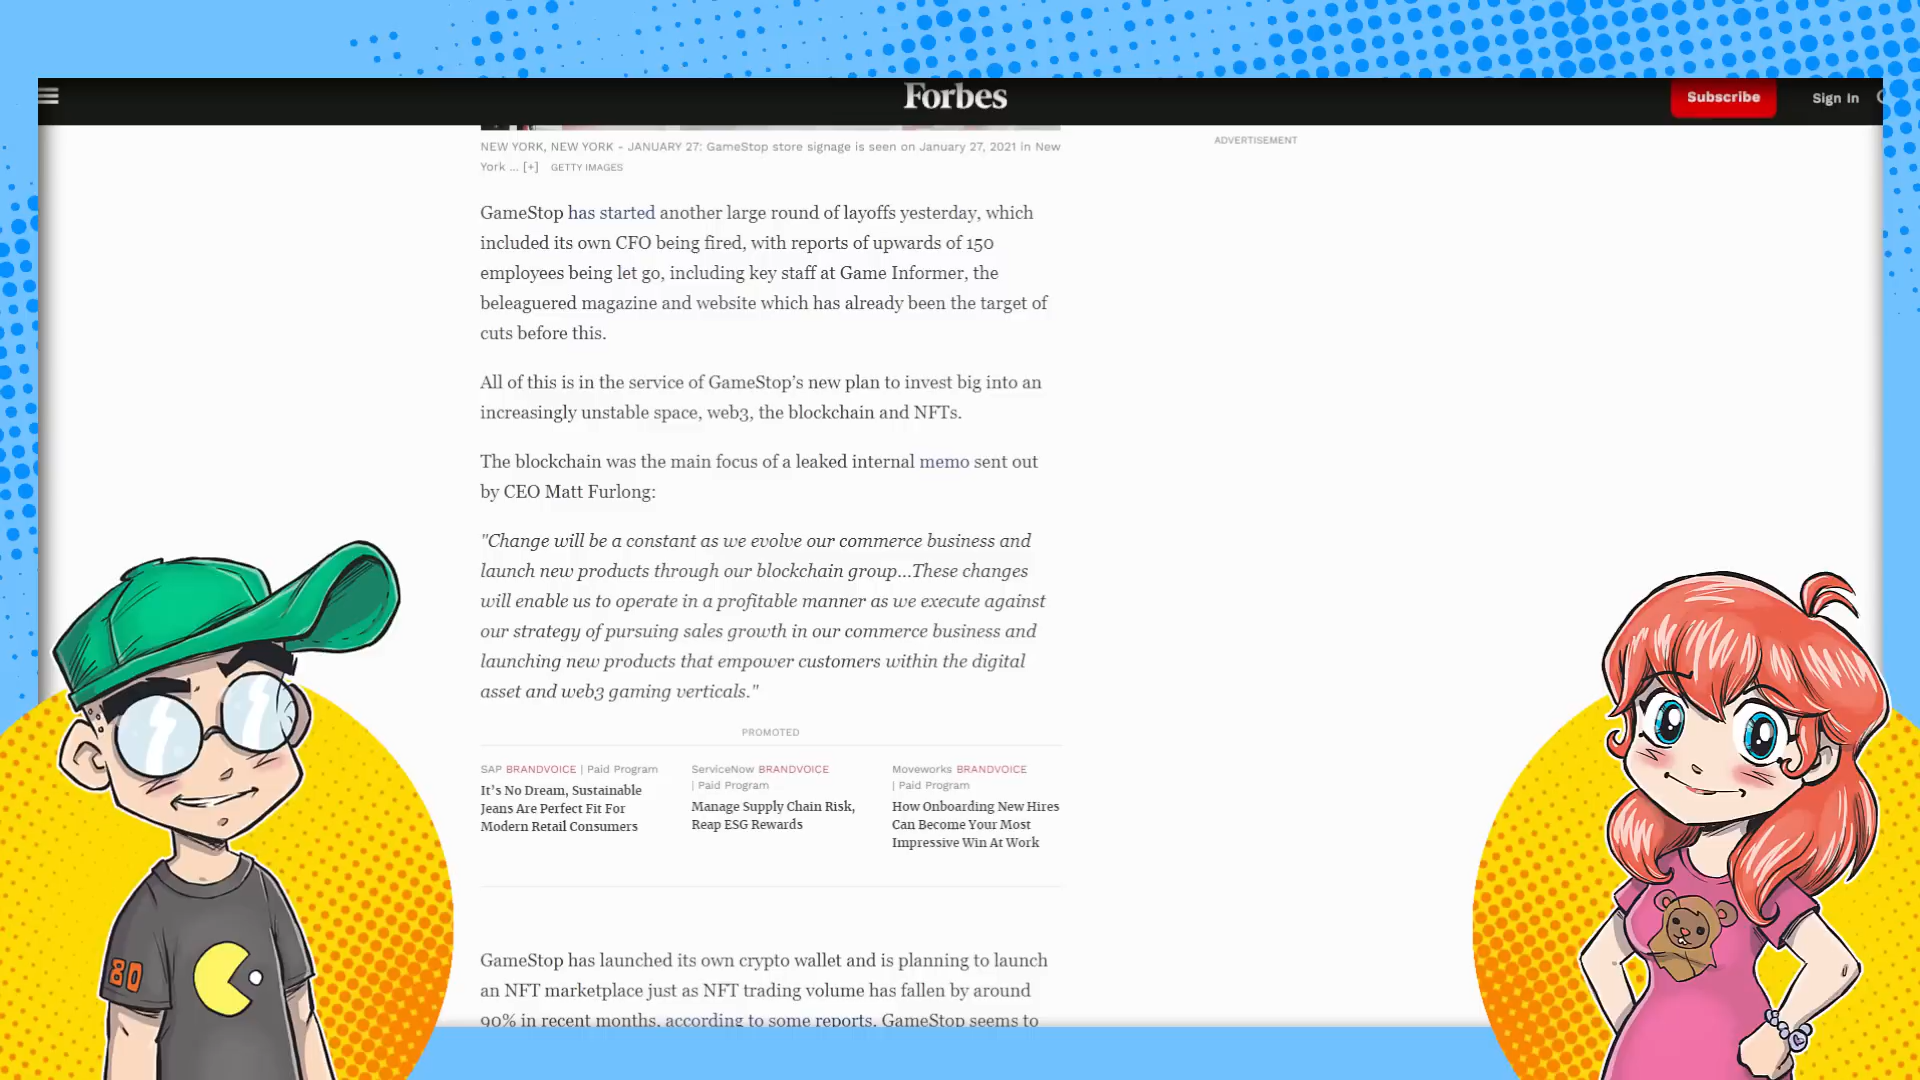 Forbes
Subscribe
Sign In
NEW YORK, NEW YORK - JANUARY 27: GameStop store signage is seen on January 27, 2021 in New
York ... [+] GETTY IMAGES
ADVERTISEMENT
GameStop has started another large round of layoffs yesterday, which
included its own CFO being fired, with reports of upwards of 150
employees being let go, including key staff at Game Informer, the
beleaguered magazine and website which has already been the target of
cuts before this.
All of this is in the service of GameStop's new plan to invest big into an
increasingly unstable space, web3, the blockchain and NFTs.
The blockchain was the main focus of a leaked internal memo sent out
by CEO Matt Furlong:
"Change will be a constant as we evolve our commerce business and
launch new products through our blockchain group...These changes
will enable us to operate in a profitable manner as we execute against
our strategy of pursuing sales growth in our commerce business and
launching new products that empower customers within the digital
asset and web3 gaming verticals."
PROMOTED
SAP BRANDVOICE | Paid Program
It's No Dream, Sustainable
Jeans Are Perfect Fit For
Modern Retail Consumers
ServiceNow BRANDVOICE
| Paid Program
Manage Supply Chain Risk,
Reap ESG Rewards
Moveworks BRANDVOICE
| Paid Program
How Onboarding New Hires
Can Become Your Most
Impressive Win At Work
GameStop has launched its own crypto wallet and is planning to launch
an NFT marketplace just as NFT trading volume has fallen by around
90% in recent months, according to some reports. GameStop seems to
80